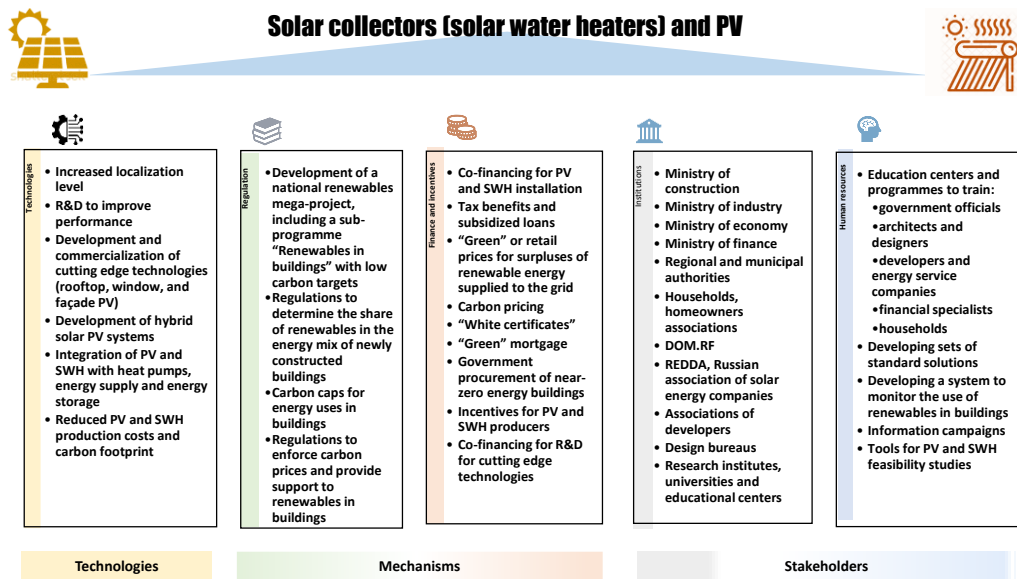 Solar collectors (solar water heaters) and PV
Technologies
• Increased localization
level
• R&D to improve
performance
• Development and
commercialization of
cutting edge technologies
(rooftop, window, and
façade PV)
• Development of hybrid
solar PV systems
• Integration of PV and
SWH with heat pumps,
energy supply and energy
storage
• Reduced PV and SWH
production costs and
carbon footprint
Regulation
•Development of a
national renewables
mega-project,
including a sub-
programme
“Renewables in
buildings” with low
carbon targets
•Regulations to
determine the share
of renewables in the
energy mix of newly
constructed
buildings
•Carbon caps for
energy uses in
buildings
•Regulations to
enforce carbon
prices and provide
support to
renewables in
buildings
Finance and incentives
• Co-financing for PV
and SWH installation
• Tax benefits and
subsidized loans
• “Green” or retail
prices for surpluses of
renewable energy
supplied to the grid
• Carbon pricing
• “White certificates”
• “Green” mortgage
• Government
procurement of near-
zero energy buildings
• Incentives for PV and
SWH producers
• Co-financing for R&D
for cutting edge
technologies
Institutions
• Ministry of
construction
• Ministry of industry
• Ministry of economy
• Ministry of finance
• Regional and municipal
authorities
• Households,
homeowners
associations
• DOM.RF
• REDDA, Russian
association of solar
energy companies
• Associations of
developers
• Design bureaus
• Research institutes,
universities and
educational centers
Human resources
• Education centers and
programmes to train:
•government officials
•architects and
designers
•developers and
energy service
companies
•financial specialists
•households
• Developing sets of
standard solutions
• Developing a system to
monitor the use of
renewables in buildings
• Information campaigns
• Tools for PV and SWH
feasibility studies
Technologies
Mechanisms
Stakeholders